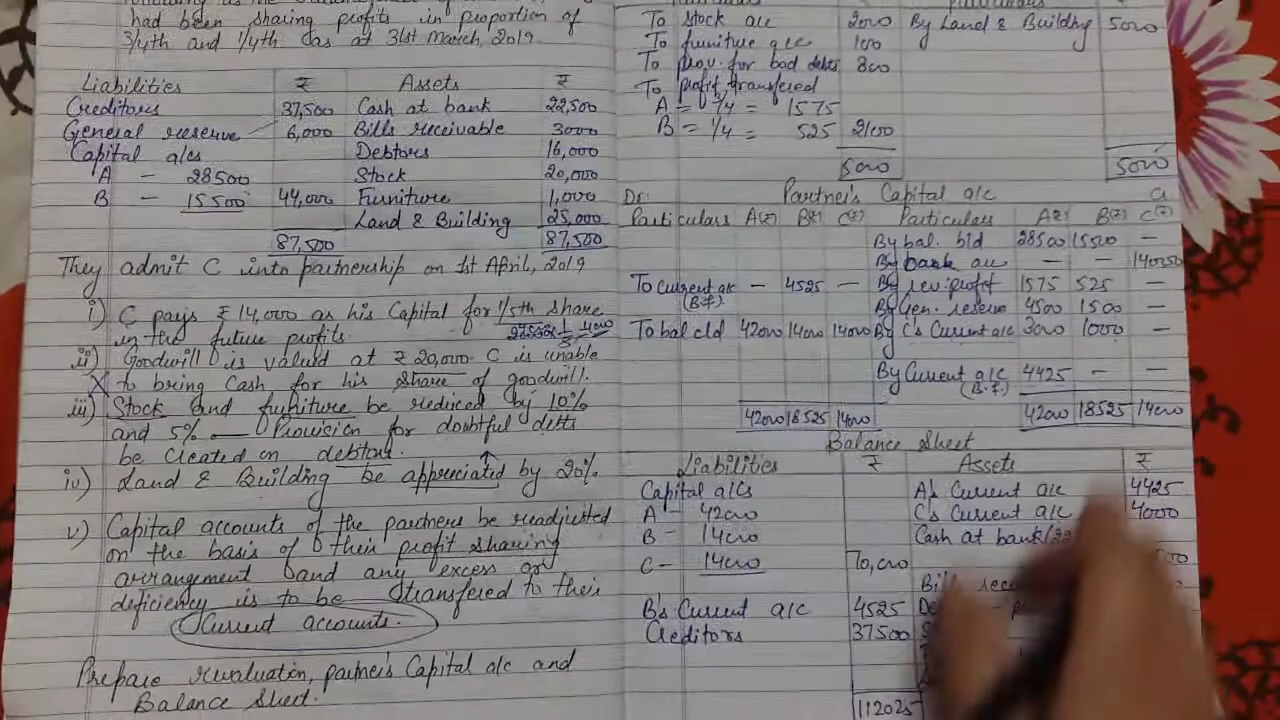 had been sharing profits in proportion of
3/4th and 1/4th as at 31st March, 2019
Liabilities ₹ Assets ₹
Creditors 37,500 Cash at bank 22,500
General reserve 6,000 Bills receivable 3000
Capital a/cs Debtors 16,000
A - 28500 Stock 20,000
B - 15500 44,000 Furniture 1,000
Land & Building 25,000
87,500 87,500
They admit C into partnership on 1st April, 2019
i) C pays ₹ 14,000 as his Capital for 1/5th share
in the future profits.
ii) Goodwill is valued at ₹ 20,000. C is unable
to bring Cash for his share of goodwill.
iii) Stock and furniture be reduced by 10%
and 5% Provision for doubtful debts
be created on debtors.
iv) Land & Building be appreciated by 20%.
v) Capital accounts of the partners be readjusted
on the basis of their profit sharing
arrangement and any excess or
deficiency is to be transfered to their
Current accounts.
Prepare revaluation, partner's Capital a/c and
Balance Sheet.
To stock a/c 2000 By Land & Building 5000
To furniture a/c 100
To prov. for bad debts 800
To profit transfered
A = 3/4 = 1575
B = 1/4 = 525 2100
5000 5000
Dr. Partner's Capital a/c
Particulars A(₹) B(₹) C(₹) Particulars A(₹) B(₹) C(₹)
By bal. b/d 28500 15500 —
By bank a/c — — 14000
To current a/c — 4525 — By rev. profit 1575 525 —
(B.f). By Gen. reserve 4500 1500 —
To bal c/d 42000 14000 14000 By C's Current a/c 3000 1000 —
By Current a/c 4425 — —
(B.f)
42000 18525 14000 42000 18525 14000
Balance Sheet
Liabilities ₹ Assets ₹
Capital a/cs A's Current a/c 4425
A - 42000 C's Current a/c 4000
B - 14000 Cash at bank
C - 14000 70,000
Bills
B's Current a/c 4525
Creditors 37500
112025